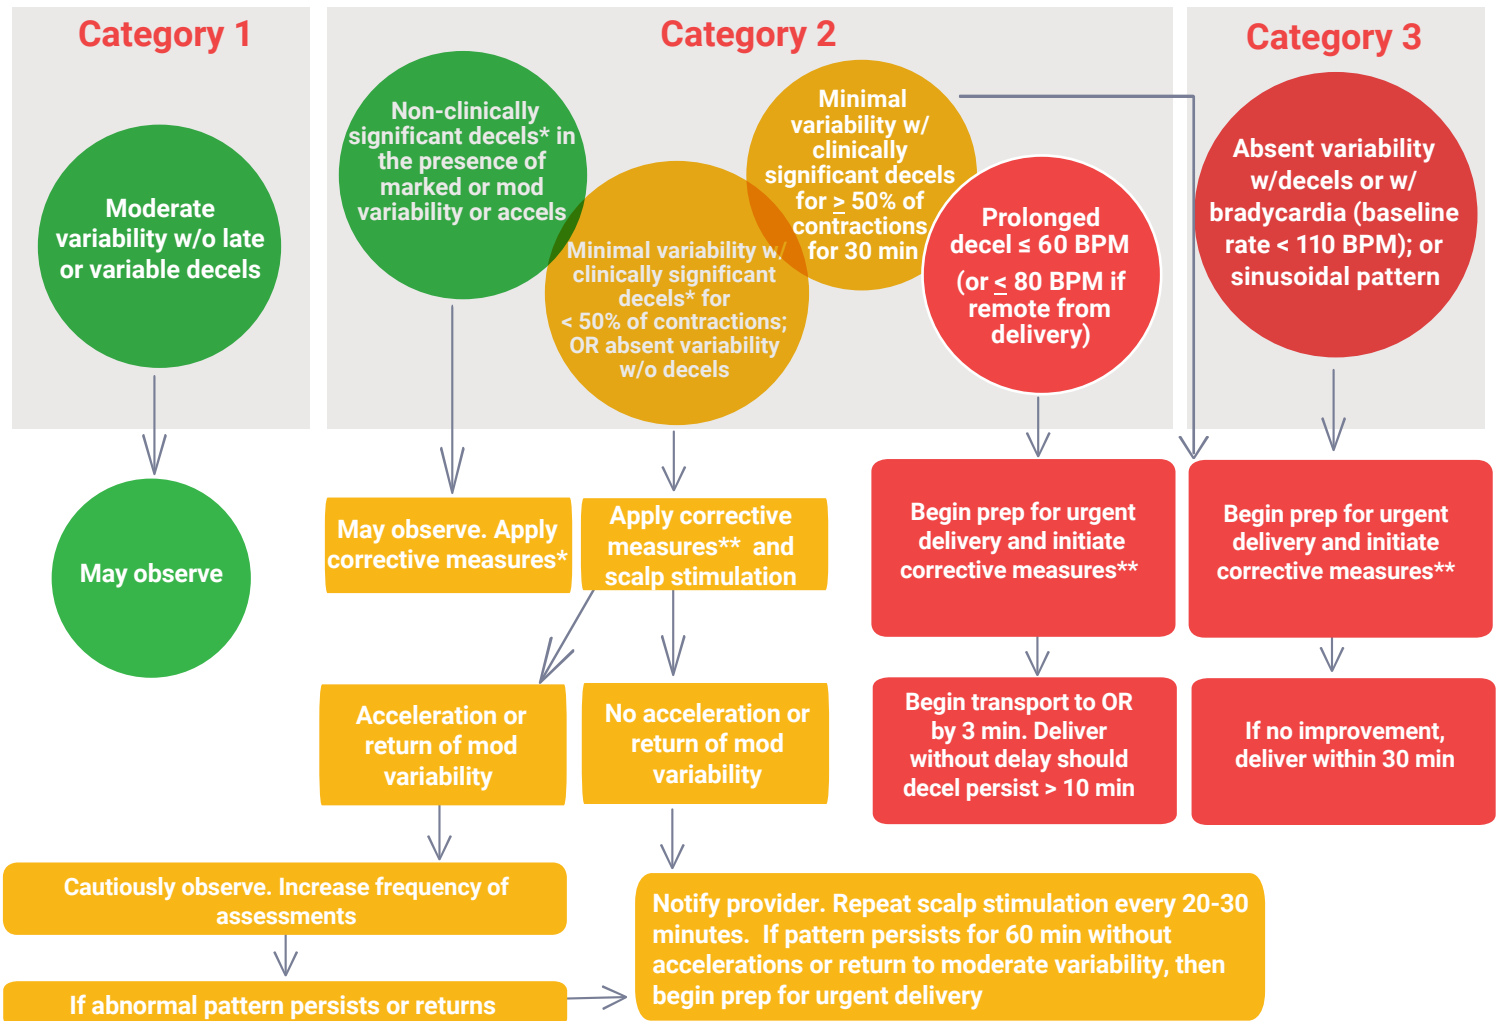 Category 1
Category 2
Category 3
Moderate
variability w/o late
or variable decels
Non-clinically
significant decels* in
the presence of
marked or mod
variability or accels
Minimal variability w/
clinically significant
decels* for
< 50% of contractions;
OR absent variability
w/o decels
Minimal
variability w/
clinically
significant decels
for ≥ 50% of
contractions
for 30 min
Prolonged
decel ≤ 60 BPM
(or ≤ 80 BPM if
remote from
delivery)
Absent variability
w/decels or w/
bradycardia (baseline
rate < 110 BPM); or
sinusoidal pattern
May observe
May observe. Apply
corrective measures*
Apply corrective
measures** and
scalp stimulation
Begin prep for urgent
delivery and initiate
corrective measures**
Begin prep for urgent
delivery and initiate
corrective measures**
Acceleration or
return of mod
variability
No acceleration or
return of mod
variability
Begin transport to OR
by 3 min. Deliver
without delay should
decel persist > 10 min
If no improvement,
deliver within 30 min
Cautiously observe. Increase frequency of
assessments
If abnormal pattern persists or returns
Notify provider. Repeat scalp stimulation every 20-30
minutes. If pattern persists for 60 min without
accelerations or return to moderate variability, then
begin prep for urgent delivery